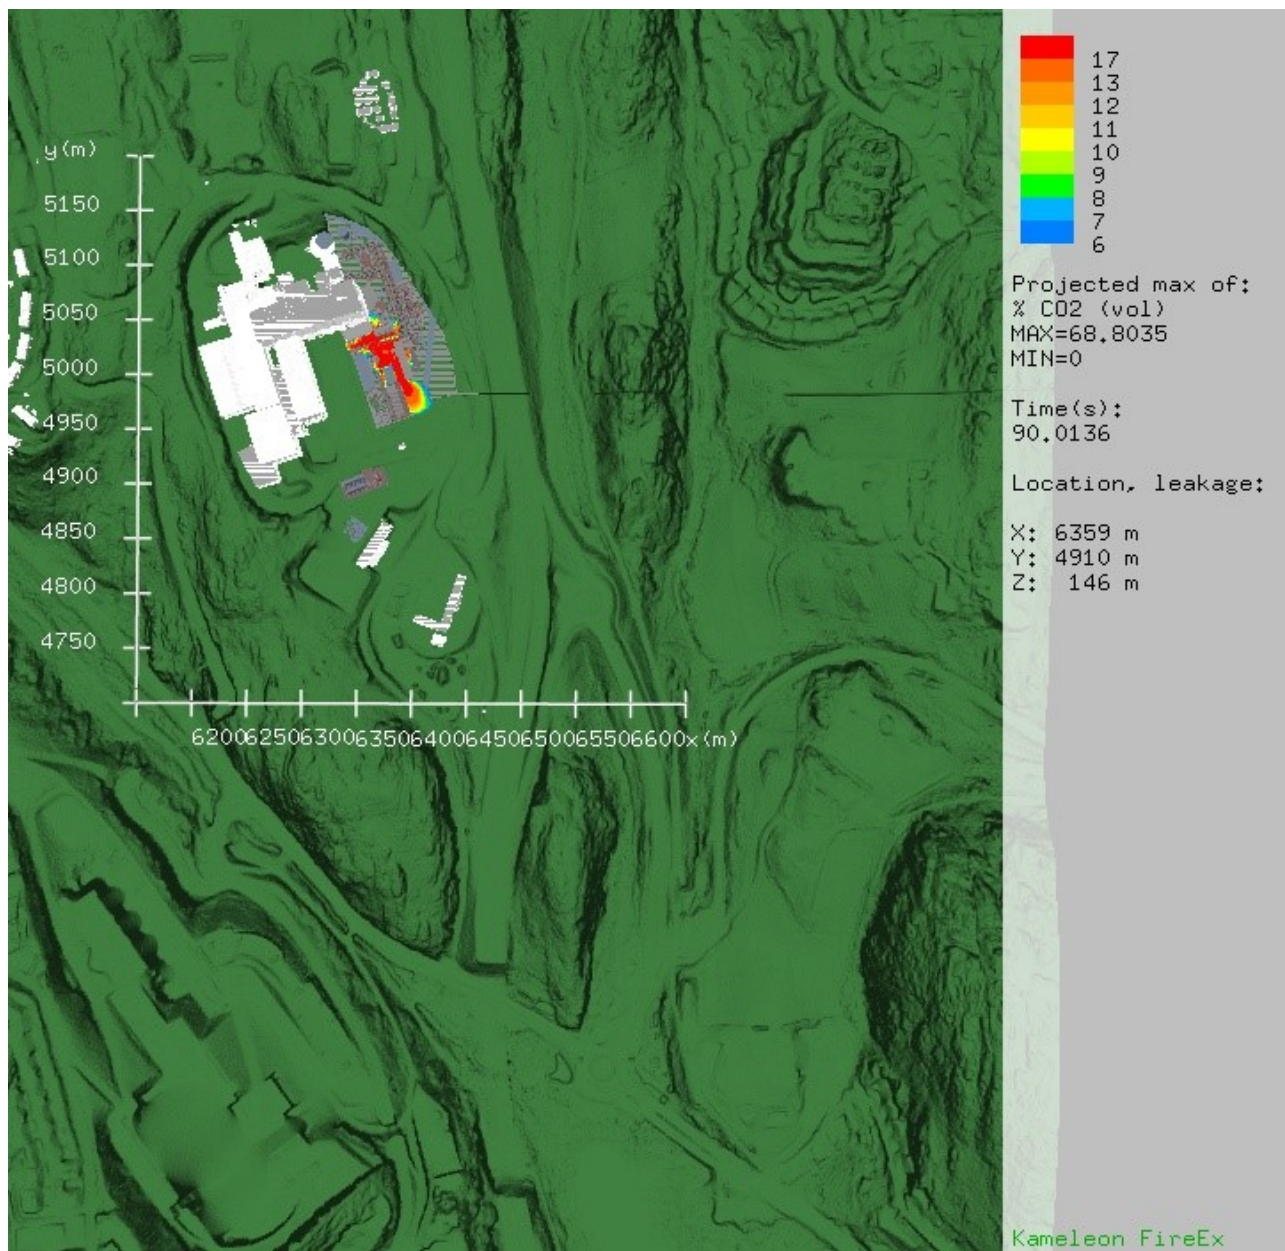 17
13
12
11
10
9
8
7
6
Projected max of:
% CO2 (vol)
MAX=68.8035
MIN=0
Time(s):
90.0136
Location, leakage:
X: 6359 m
Y: 4910 m
Z: 146 m
y(m)
5150
5100
5050
5000
4950
4900
4850
4800
4750
620062506300635064006450650065506600x(m)
Kameleon FireEx